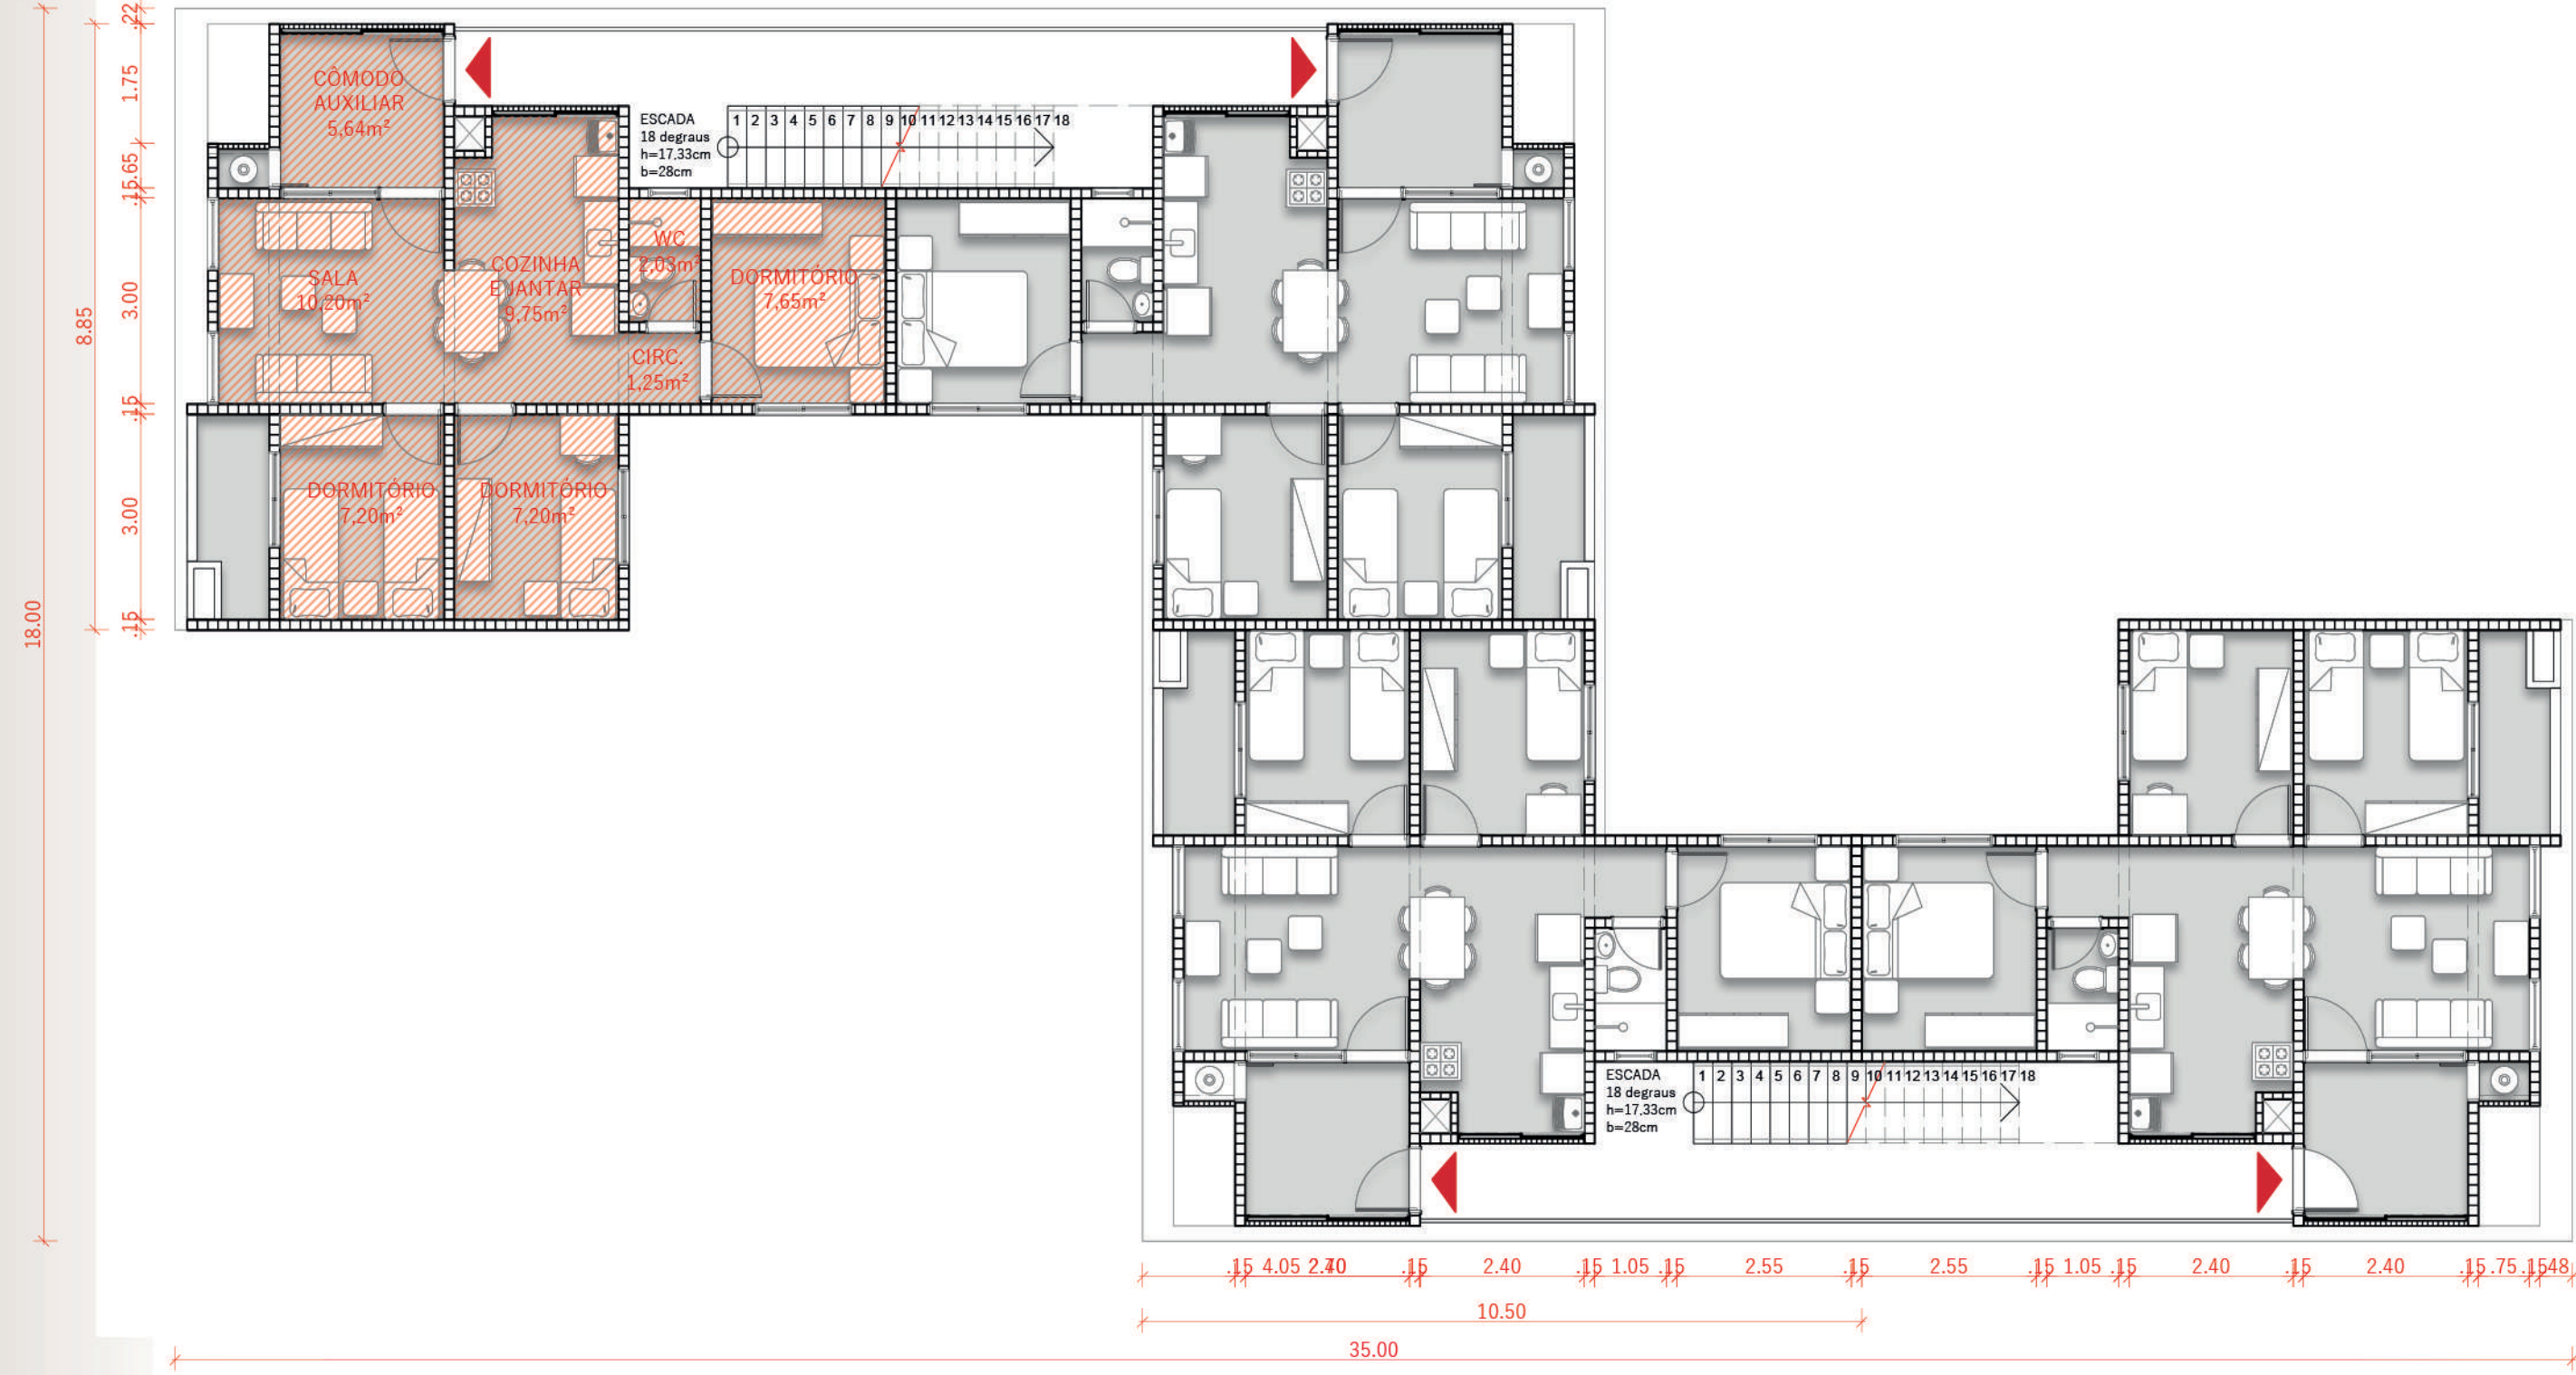 .22
1.75
.65
.15
3.00
.15
3.00
.15
8.85
18.00
CÔMODO
AUXILIAR
5,64m²
SALA
10,20m²
COZINHA
E JANTAR
9,75m²
WC
2,03m²
CIRC.
1,25m²
DORMITÓRIO
7,65m²
DORMITÓRIO
7,20m²
DORMITÓRIO
7,20m²
ESCADA
18 degraus
h=17,33cm
b=28cm
1 2 3 4 5 6 7 8 9 10 11 12 13 14 15 16 17 18
ESCADA
18 degraus
h=17,33cm
b=28cm
1 2 3 4 5 6 7 8 9 10 11 12 13 14 15 16 17 18
.15 4.05 2.40 .15 2.40 .15 1.05 .15 2.55 .15 2.55 .15 1.05 .15 2.40 .15 2.40 .15 .75 .15 .48
10.50
35.00